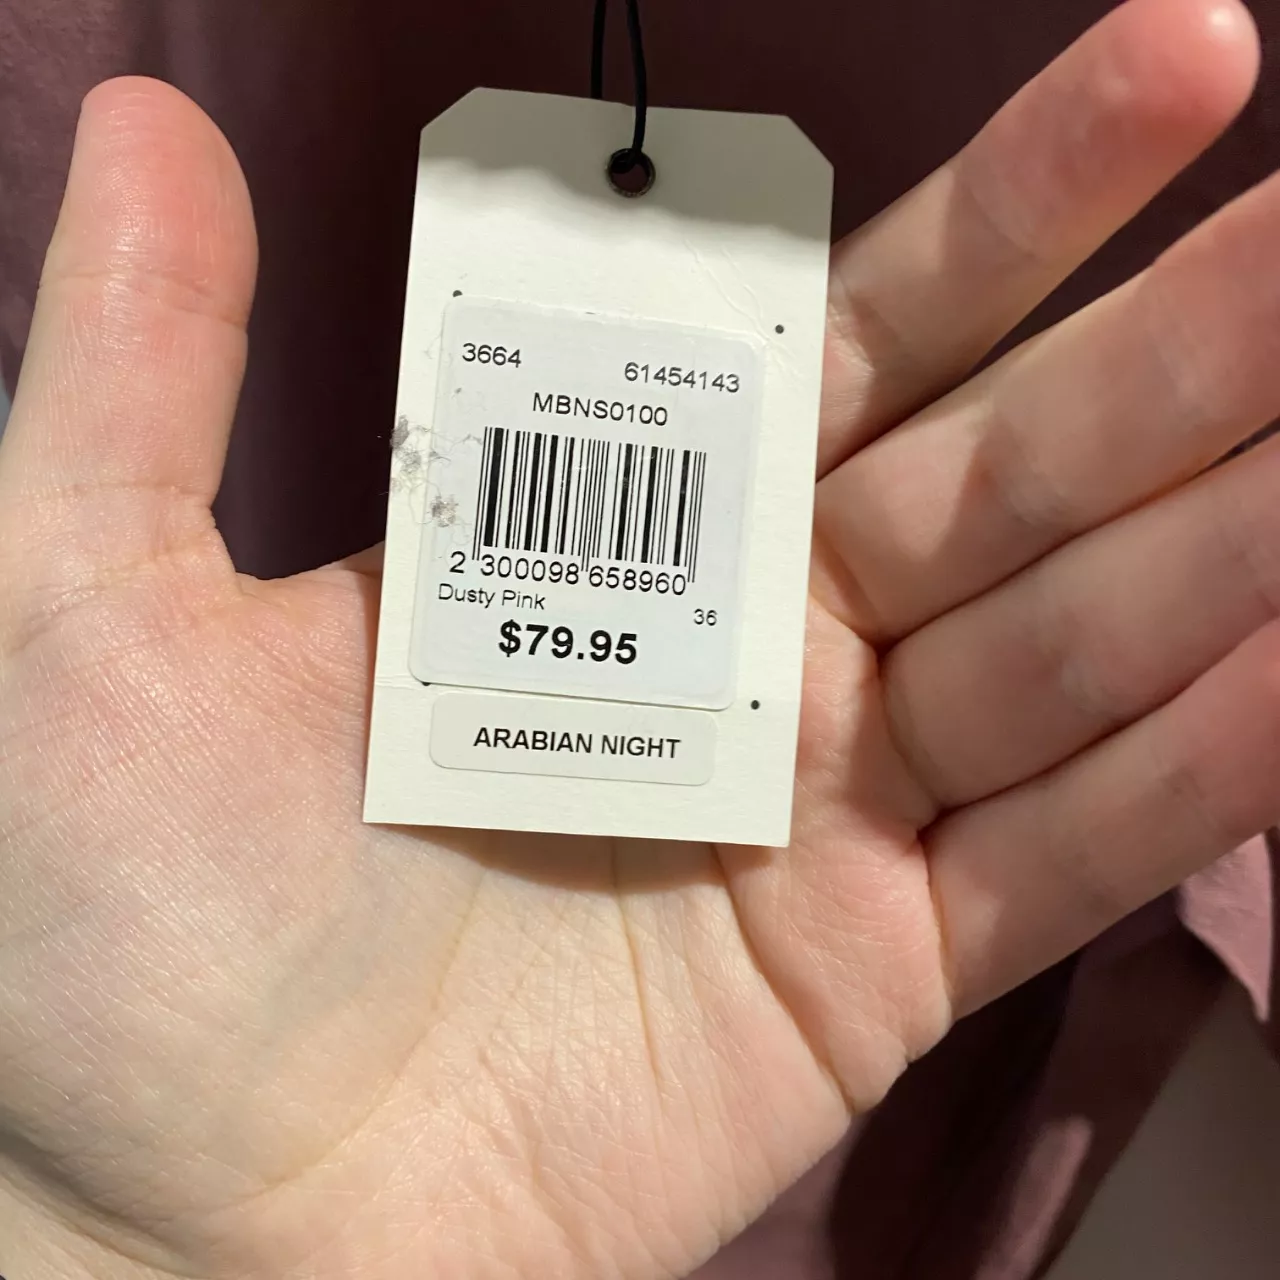 3664 61454143
MBNS0100
2 300098 658960
Dusty Pink 36
$79.95
ARABIAN NIGHT